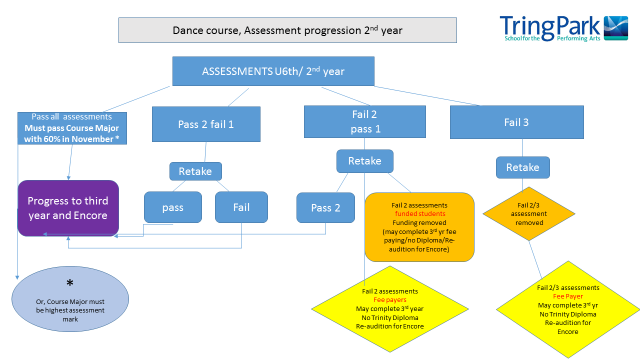 Dance course, Assessment progression 2nd year
TringPark
School for the Performing Arts
ASSESSMENTS U6th/ 2nd year
Pass all assessments
Must pass Course Major
with 60% in November *
Pass 2 fail 1
Fail 2
pass 1
Fail 3
Retake
Retake
Retake
Progress to third
year and Encore
pass
Fail
Pass 2
Fail 2 assessments
funded students
Funding removed
(may complete 3rd yr fee
paying/no Diploma/Re-
audition for Encore)
Fail 2/3
assessment
removed
*
Or, Course Major must
be highest assessment
mark
Fail 2 assessments
Fee payers
May complete 3rd year
No Trinity Diploma
Re-audition for Encore
Fail 2/3 assessments
Fee Payer
May complete 3rd yr
No Trinity Diploma
Re-audition for
Encore